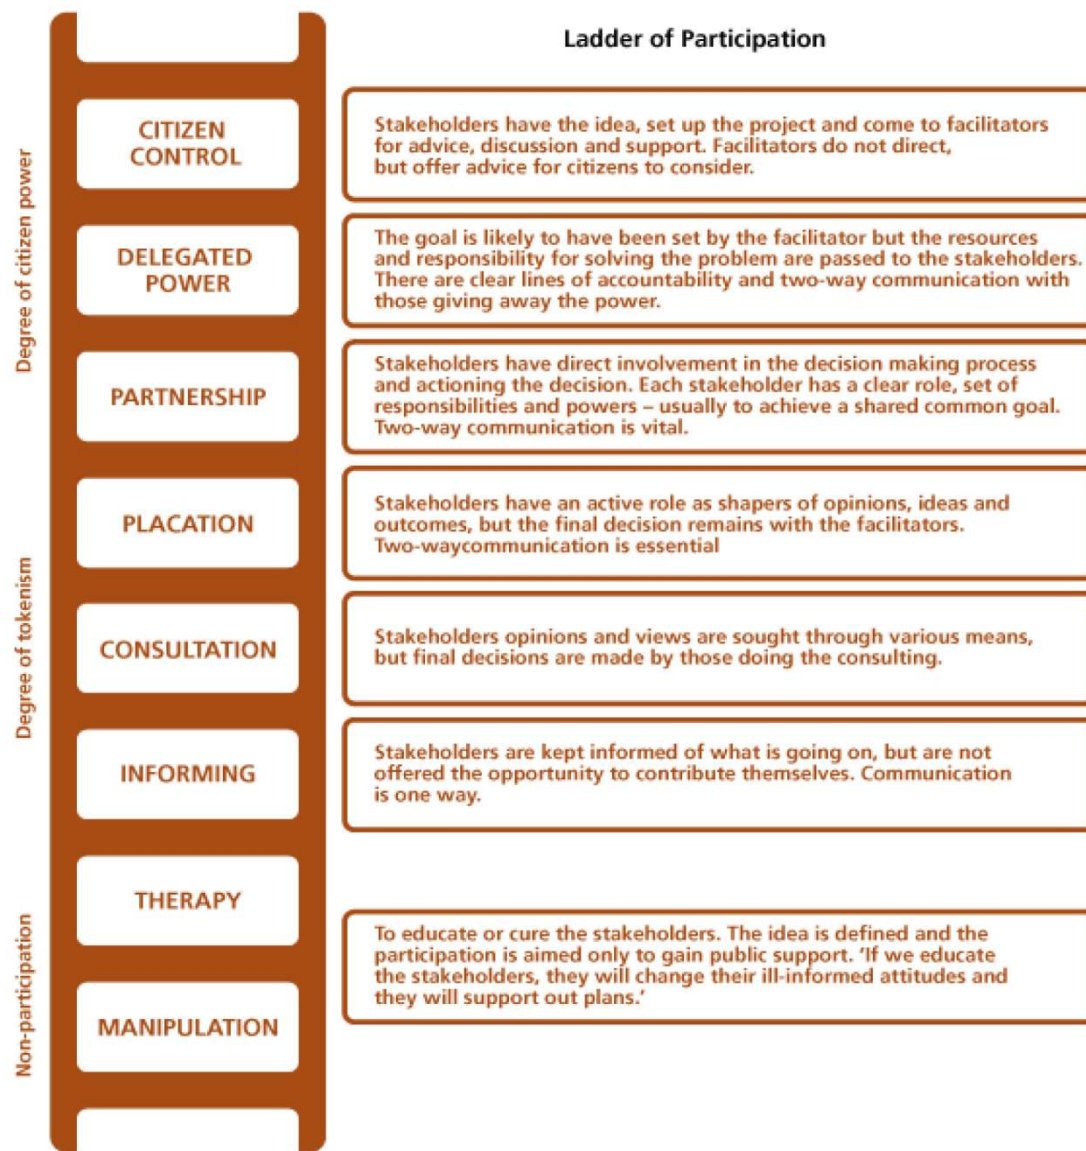 Ladder of Participation
Degree of citizen power
CITIZEN
CONTROL
Stakeholders have the idea, set up the project and come to facilitators
for advice, discussion and support. Facilitators do not direct,
but offer advice for citizens to consider.
DELEGATED
POWER
The goal is likely to have been set by the facilitator but the resources
and responsibility for solving the problem are passed to the stakeholders.
There are clear lines of accountability and two-way communication with
those giving away the power.
PARTNERSHIP
Stakeholders have direct involvement in the decision making process
and actioning the decision. Each stakeholder has a clear role, set of
responsibilities and powers – usually to achieve a shared common goal.
Two-way communication is vital.
Degree of tokenism
PLACATION
Stakeholders have an active role as shapers of opinions, ideas and
outcomes, but the final decision remains with the facilitators.
Two-waycommunication is essential
CONSULTATION
Stakeholders opinions and views are sought through various means,
but final decisions are made by those doing the consulting.
INFORMING
Stakeholders are kept informed of what is going on, but are not
offered the opportunity to contribute themselves. Communication
is one way.
Non-participation
THERAPY
MANIPULATION
To educate or cure the stakeholders. The idea is defined and the
participation is aimed only to gain public support. ‘If we educate
the stakeholders, they will change their ill-informed attitudes and
they will support out plans.’